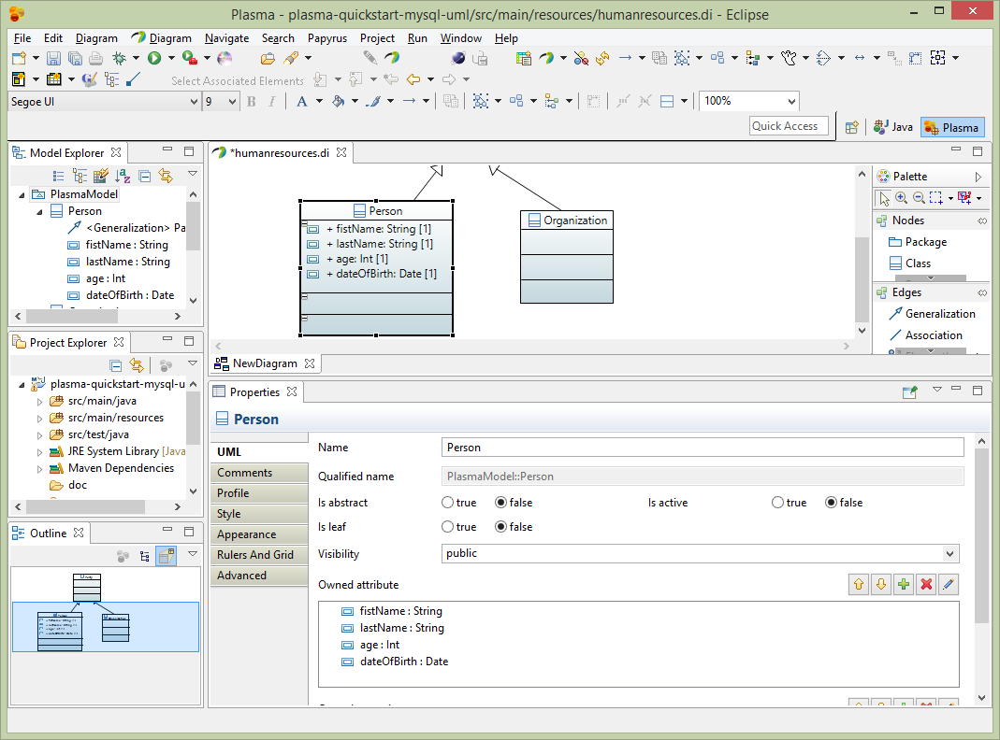 Plasma - plasma-quickstart-mysql-uml/src/main/resources/humanresources.di - Eclipse
File Edit Diagram Diagram Navigate Search Papyrus Project Run Window Help
Select Associated Elements
Segoe UI 9 B I A 100%
Quick Access Java Plasma
Model Explorer
PlasmaModel
Person
<Generalization> Pa
fistName : String
lastName : String
age : Int
dateOfBirth : Date
Project Explorer
plasma-quickstart-mysql-u
src/main/java
src/main/resources
src/test/java
JRE System Library [Java
Maven Dependencies
doc
Outline
*humanresources.di
Person
+ fistName: String [1]
+ lastName: String [1]
+ age: Int [1]
+ dateOfBirth: Date [1]
Organization
NewDiagram
Palette
Nodes
Package
Class
Edges
Generalization
Association
Properties
Person
UML
Comments
Profile
Style
Appearance
Rulers And Grid
Advanced
Name Person
Qualified name PlasmaModel::Person
Is abstract true false Is active true false
Is leaf true false
Visibility public
Owned attribute
fistName : String
lastName : String
age : Int
dateOfBirth : Date